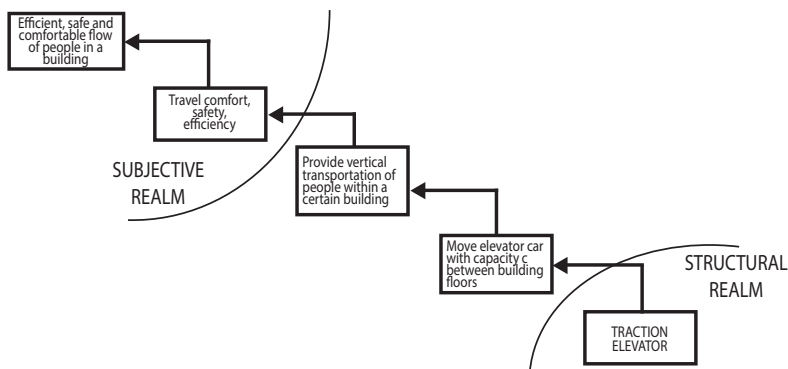 Efficient, safe and
comfortable flow
of people in a
building
Travel comfort,
safety,
efficiency
SUBJECTIVE
REALM
Provide vertical
transportation of
people within a
certain building
Move elevator car
with capacity c
between building
floors
STRUCTURAL
REALM
TRACTION
ELEVATOR